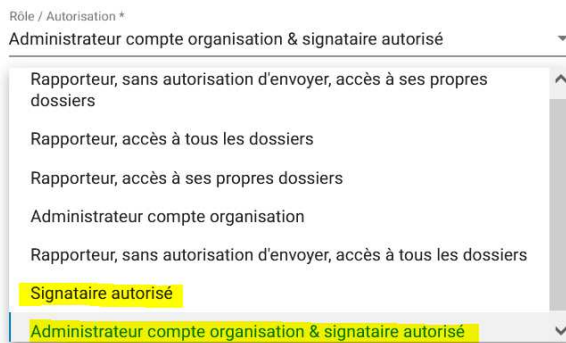 Rôle / Autorisation *
Administrateur compte organisation & signataire autorisé
Rapporteur, sans autorisation d'envoyer, accès à ses propres
dossiers
Rapporteur, accès à tous les dossiers
Rapporteur, accès à ses propres dossiers
Administrateur compte organisation
Rapporteur, sans autorisation d'envoyer, accès à tous les dossiers
Signataire autorisé
Administrateur compte organisation & signataire autorisé